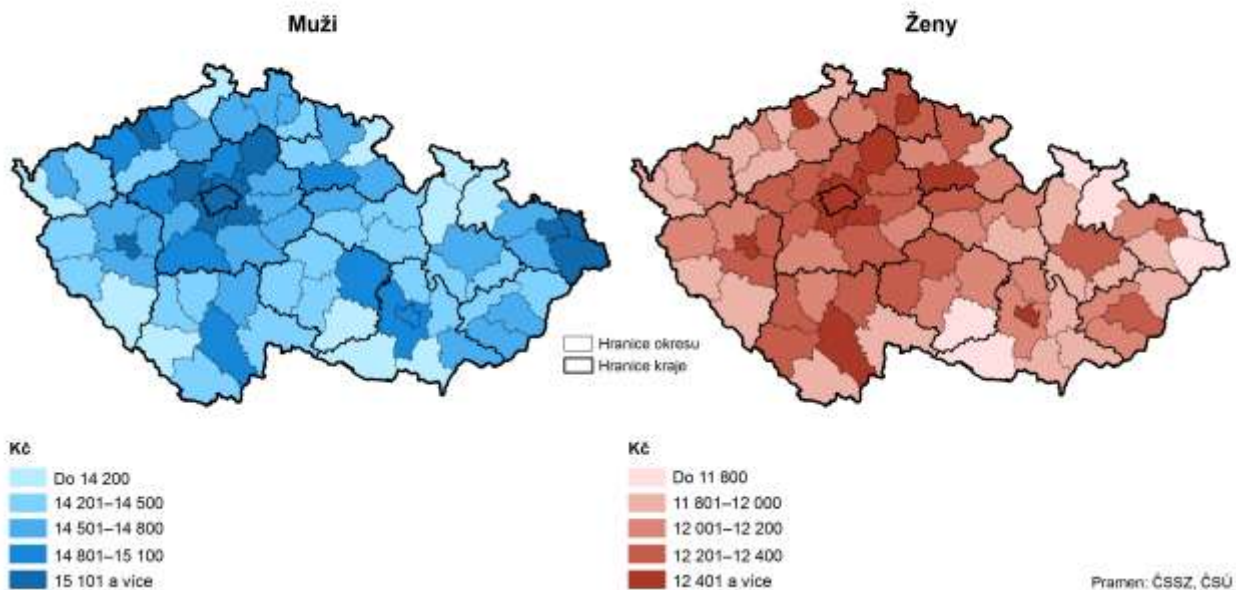 Muži
Ženy
Hranice okresu
Hranice kraje
Kč
Do 14 200
14 201–14 500
14 501–14 800
14 801–15 100
15 101 a více
Kč
Do 11 800
11 801–12 000
12 001–12 200
12 201–12 400
12 401 a více
Pramen: ČSSZ, ČSÚ